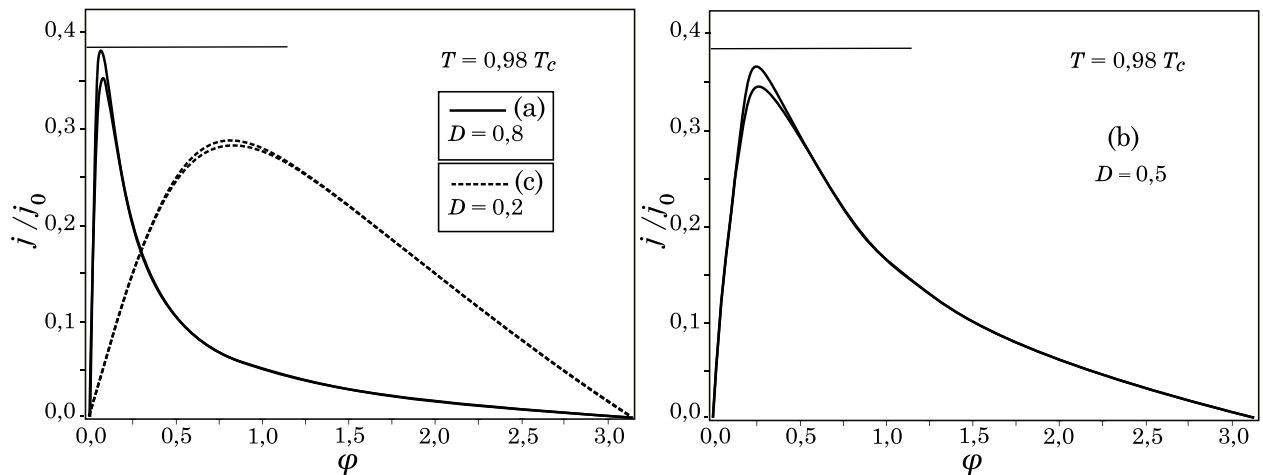 0,4
0,3
0,2
0,1
0,0
j/j₀
T = 0,98 T_c
(a)
D = 0,8
(c)
D = 0,2
0,0 0,5 1,0 1,5 2,0 2,5 3,0
φ
0,4
0,3
0,2
0,1
0,0
j/j₀
T = 0,98 T_c
(b)
D = 0,5
0,0 0,5 1,0 1,5 2,0 2,5 3,0
φ